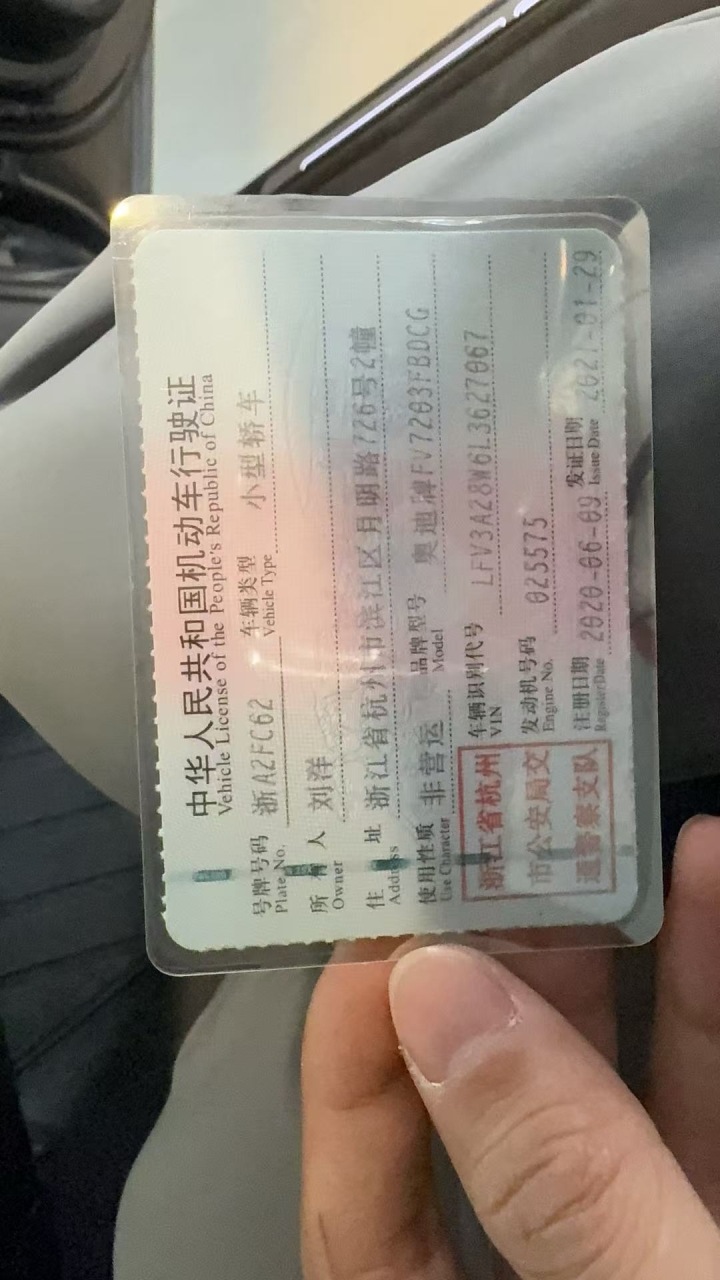 中华人民共和国机动车行驶证
Vehicle License of the People's Republic of China
号牌号码 浙A2FC62 车辆类型 小型轿车
Plate No. Vehicle Type
所有人 刘洋
Owner
住址 浙江省杭州市滨江区月明路726号2幢
Address
使用性质 非营运 品牌型号 奥迪牌FV7203FBDCG
Use Character Model
浙江省杭州市公安局交通警察支队
车辆识别代号 LFV3A28W6L3627067
VIN
发动机号码 025575
Engine No.
注册日期 2020-06-09 发证日期 2021-01-29
Register Date Issue Date